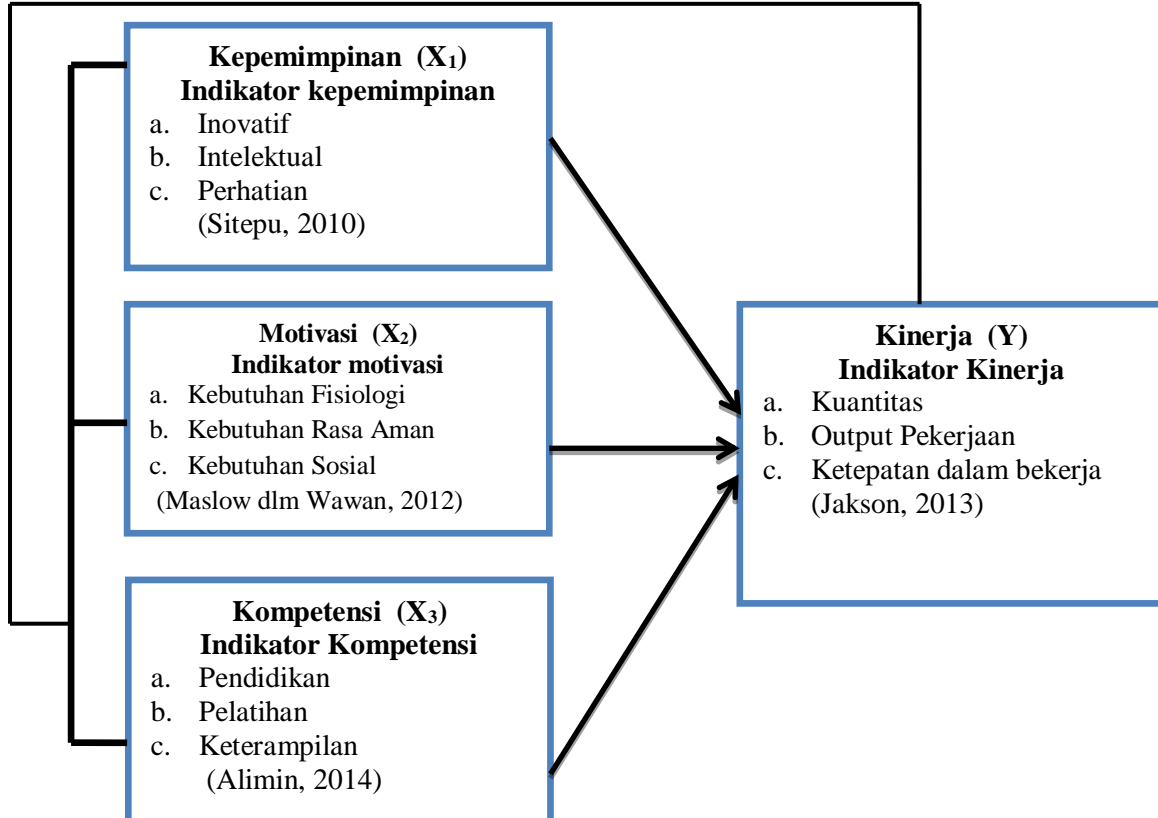 Kepemimpinan (X₁)
Indikator kepemimpinan
a. Inovatif
b. Intelektual
c. Perhatian
(Sitepu, 2010)
Motivasi (X₂)
Indikator motivasi
a. Kebutuhan Fisiologi
b. Kebutuhan Rasa Aman
c. Kebutuhan Sosial
(Maslow dlm Wawan, 2012)
Kompetensi (X₃)
Indikator Kompetensi
a. Pendidikan
b. Pelatihan
c. Keterampilan
(Alimin, 2014)
Kinerja (Y)
Indikator Kinerja
a. Kuantitas
b. Output Pekerjaan
c. Ketepatan dalam bekerja
(Jakson, 2013)